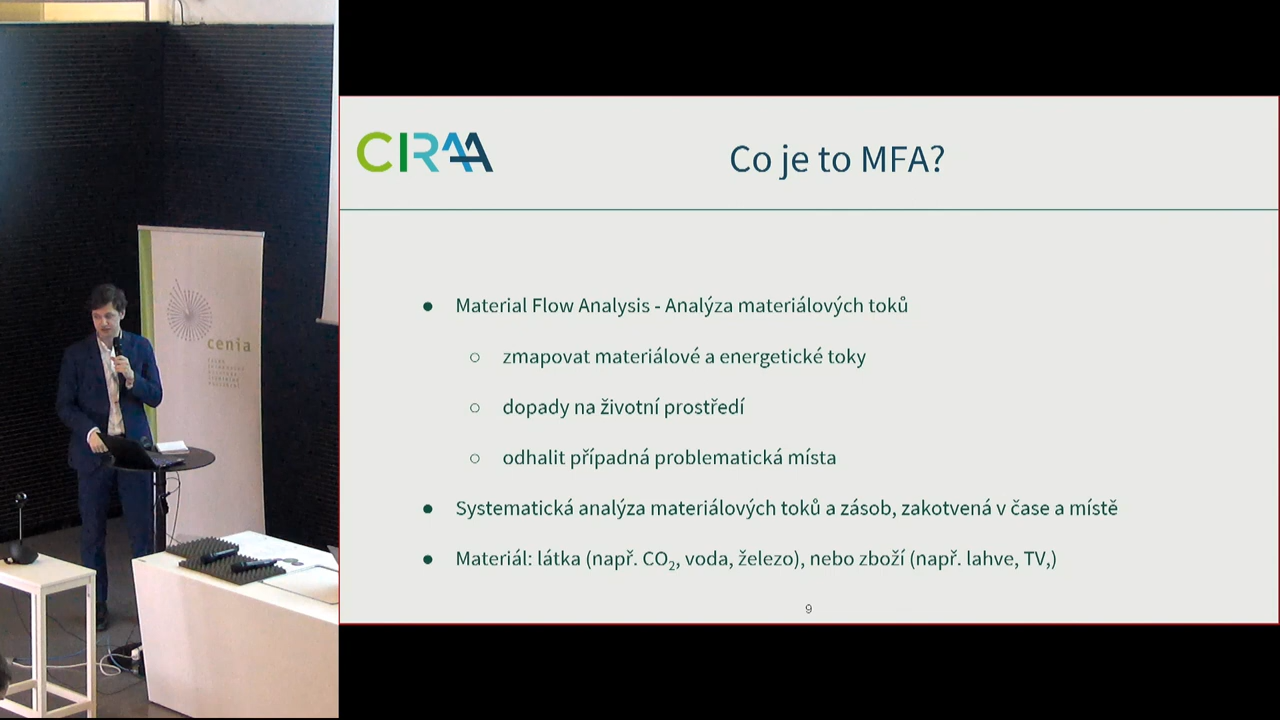 cenia
CIRAA
Co je to MFA?
● Material Flow Analysis - Analýza materiálových toků
○ zmapovat materiálové a energetické toky
○ dopady na životní prostředí
○ odhalit případná problematická místa
● Systematická analýza materiálových toků a zásob, zakotvená v čase a místě
● Materiál: látka (např. CO₂, voda, železo), nebo zboží (např. lahve, TV,)
9